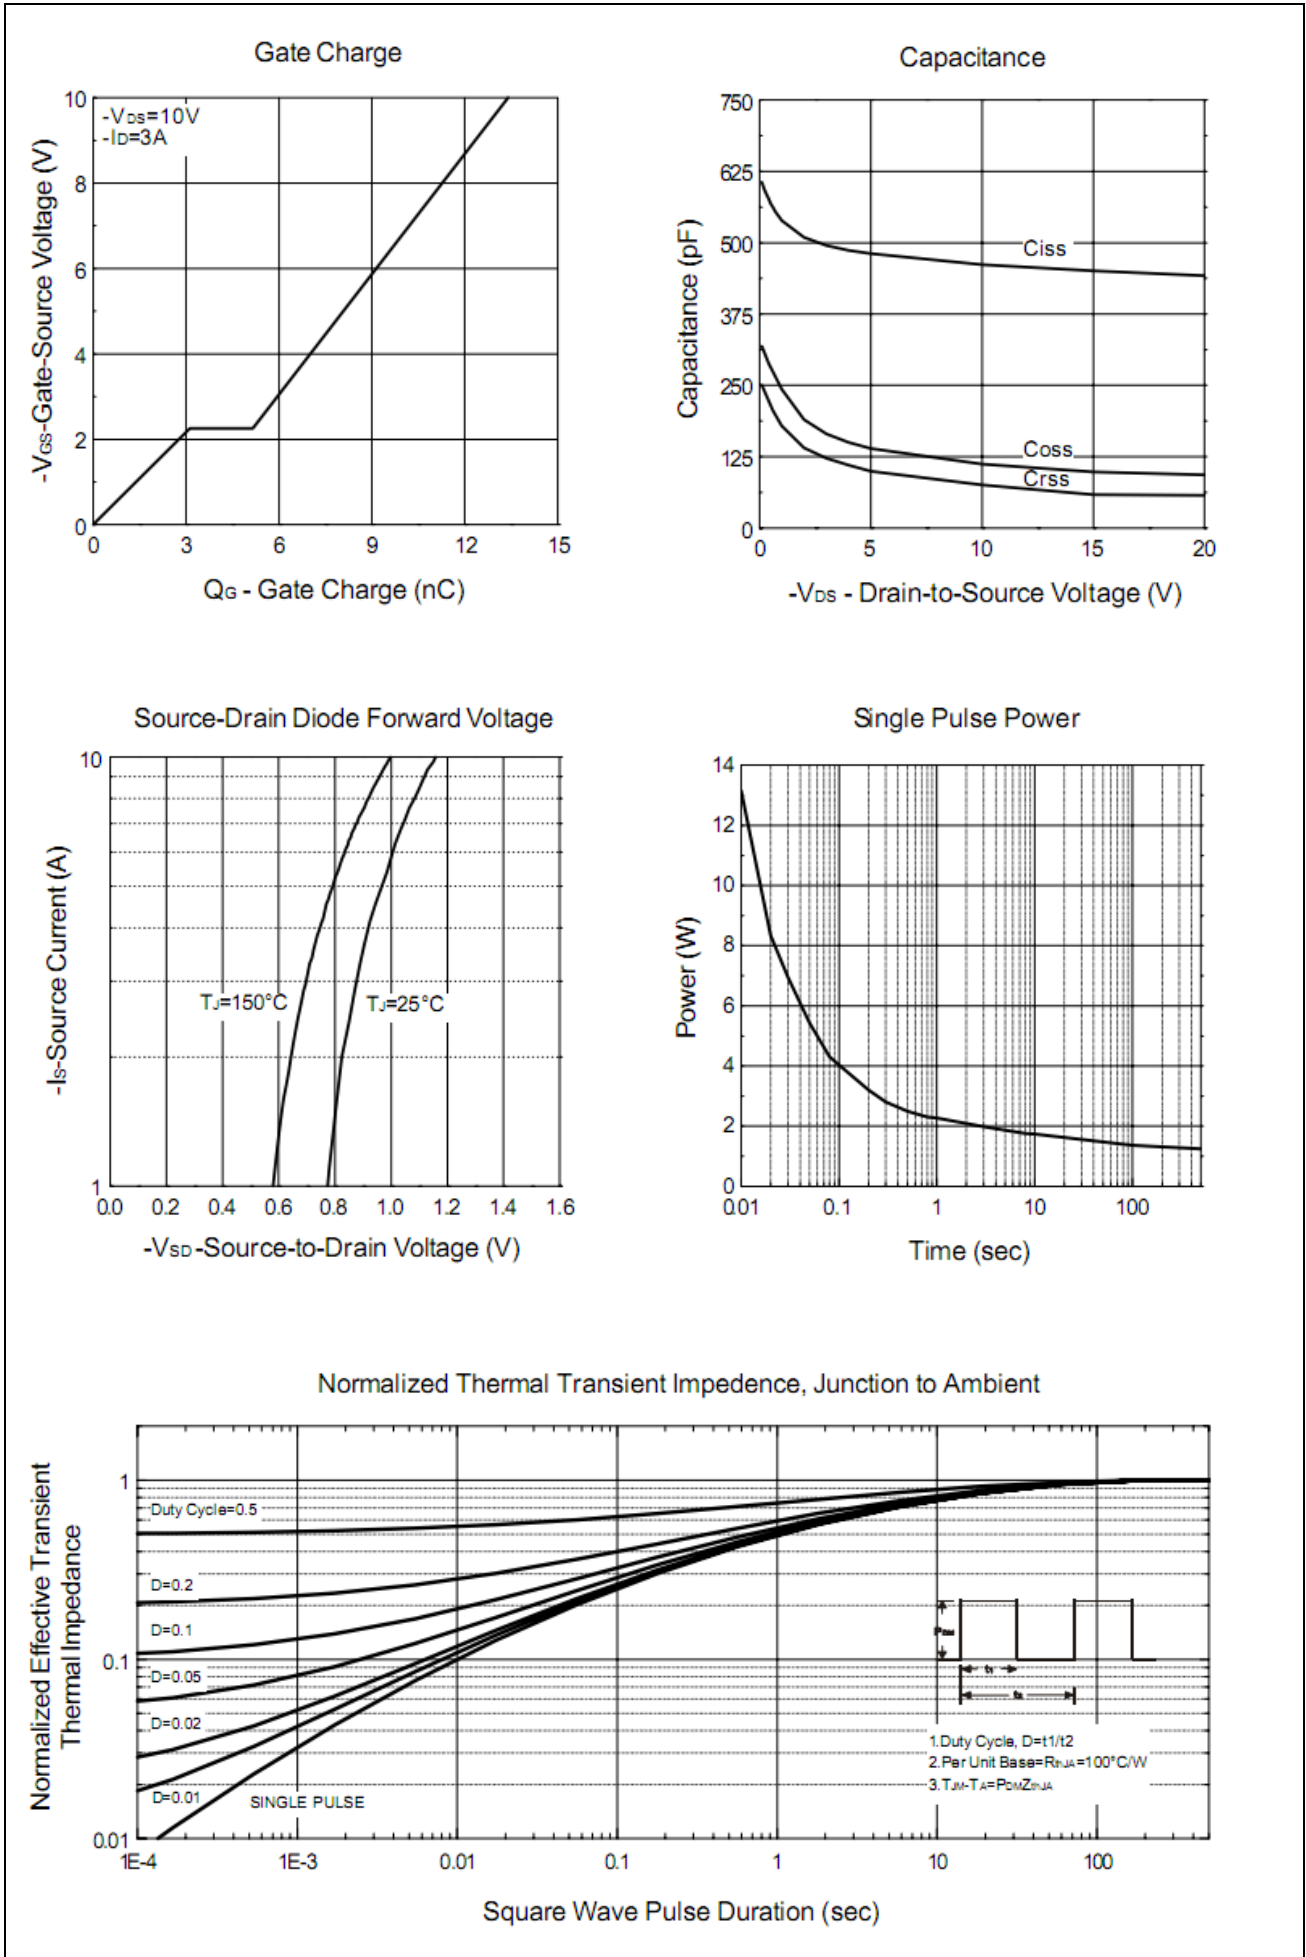 Gate Charge
-VDS=10V
-ID=3A
10
8
6
4
2
0
0 3 6 9 12 15
-VGS-Gate-Source Voltage (V)
QG - Gate Charge (nC)
Capacitance
750
625
500
375
250
125
0
0 5 10 15 20
Ciss
Coss
Crss
Capacitance (pF)
-VDS - Drain-to-Source Voltage (V)
Source-Drain Diode Forward Voltage
10
1
0.0 0.2 0.4 0.6 0.8 1.0 1.2 1.4 1.6
TJ=150°C
TJ=25°C
-IS-Source Current (A)
-VSD-Source-to-Drain Voltage (V)
Single Pulse Power
14
12
10
8
6
4
2
0
0.01 0.1 1 10 100
Power (W)
Time (sec)
Normalized Thermal Transient Impedence, Junction to Ambient
1
0.1
0.01
1E-4 1E-3 0.01 0.1 1 10 100
Duty Cycle=0.5
D=0.2
D=0.1
D=0.05
D=0.02
D=0.01
SINGLE PULSE
PDM
t1
t2
1.Duty Cycle, D=t1/t2
2.Per Unit Base=RthJA=100°C/W
3.TJM-TA=PDMZthJA
Normalized Effective Transient
Thermal Impedance
Square Wave Pulse Duration (sec)